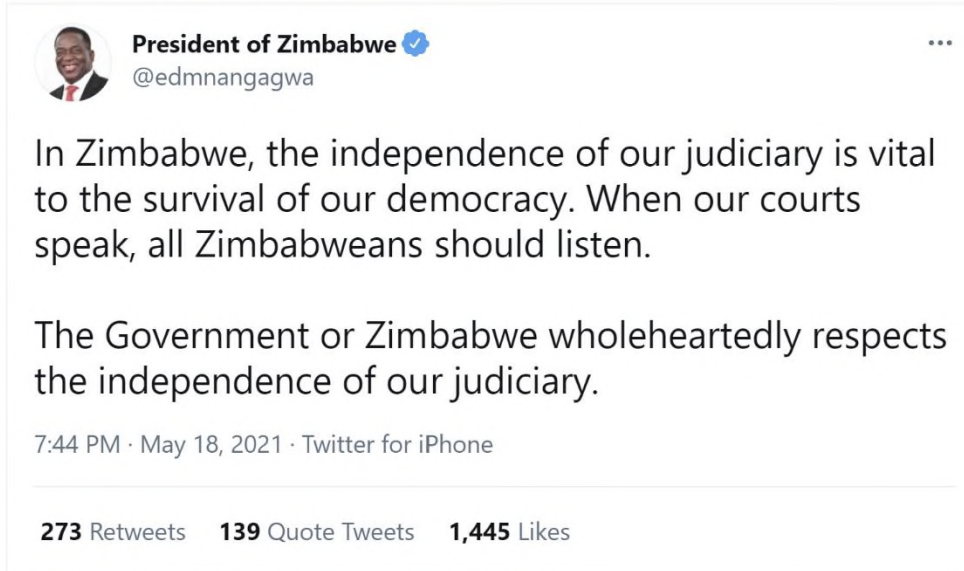 President of Zimbabwe
@edmnangagwa
In Zimbabwe, the independence of our judiciary is vital
to the survival of our democracy. When our courts
speak, all Zimbabweans should listen.
The Government or Zimbabwe wholeheartedly respects
the independence of our judiciary.
7:44 PM · May 18, 2021 · Twitter for iPhone
273 Retweets 139 Quote Tweets 1,445 Likes